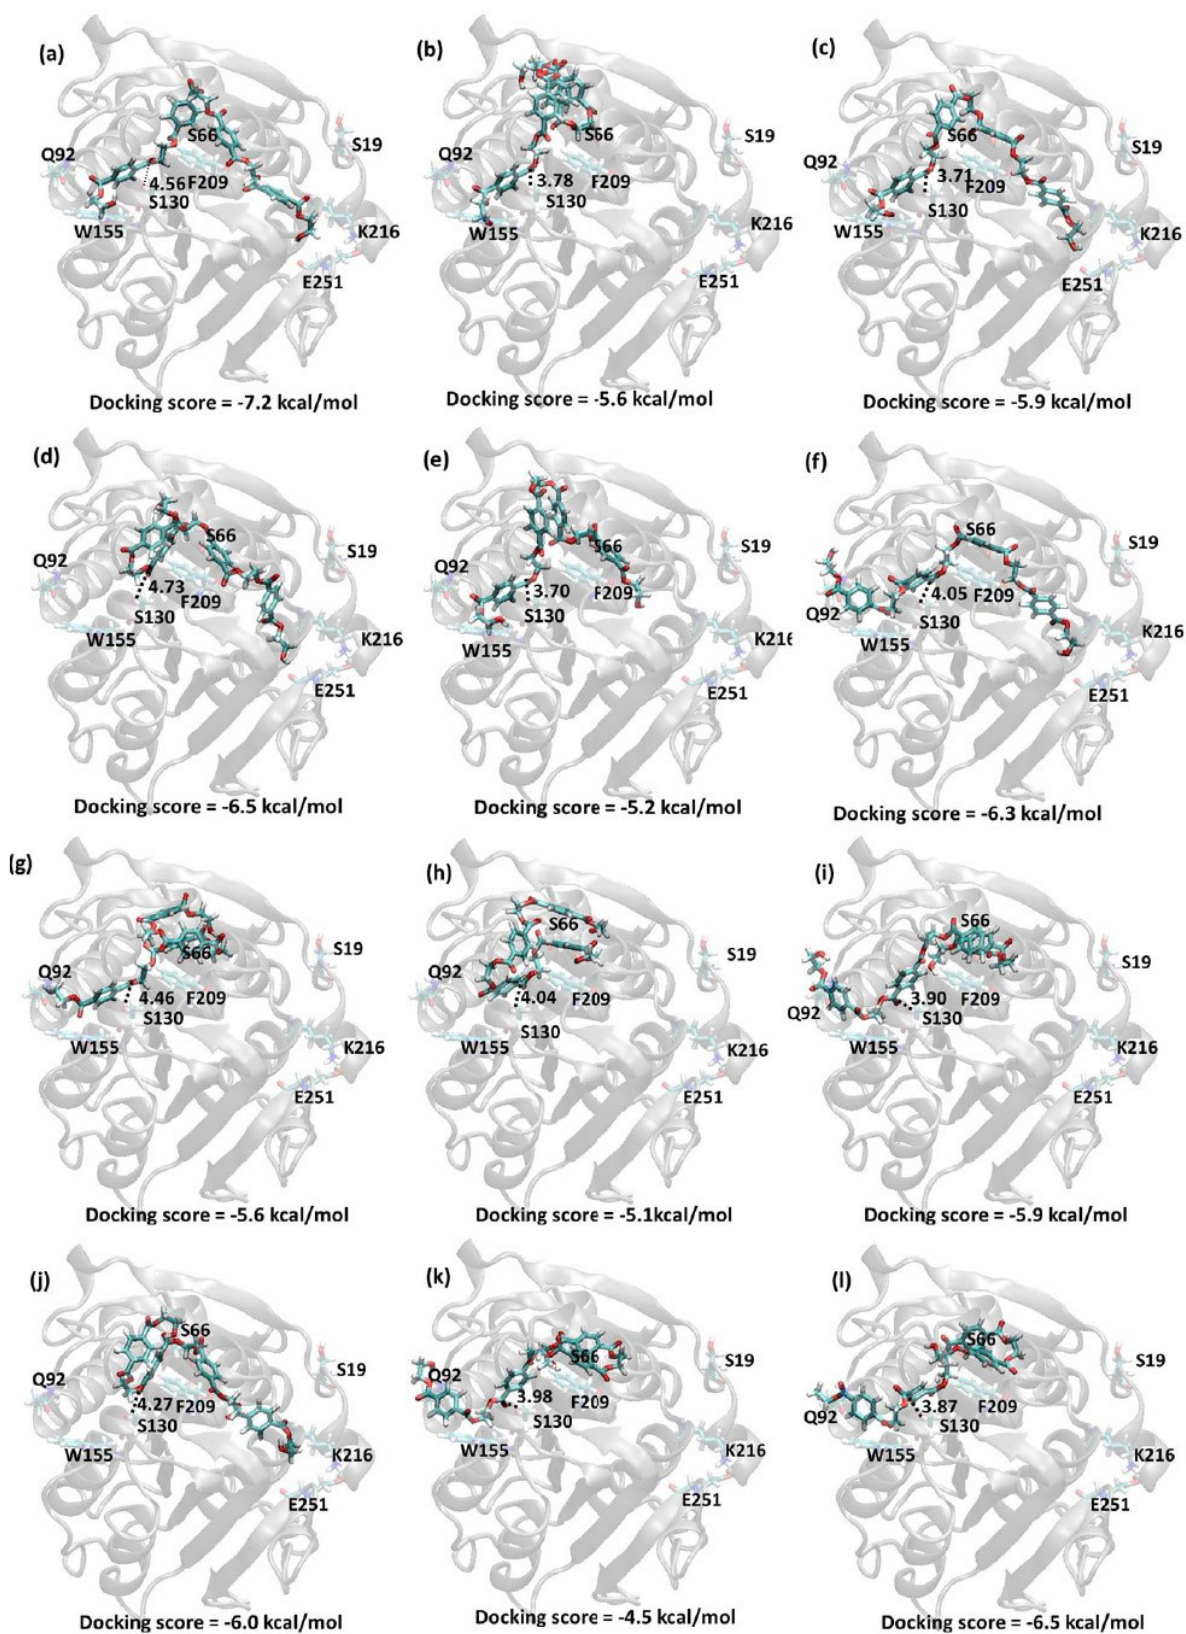 (a)
S66
S19
Q92
4.56
F209
S130
W155
K216
E251
Docking score = -7.2 kcal/mol
(b)
S66
S19
Q92
3.78
F209
S130
W155
K216
E251
Docking score = -5.6 kcal/mol
(c)
S66
S19
Q92
3.71
F209
S130
W155
K216
E251
Docking score = -5.9 kcal/mol
(d)
S66
S19
Q92
4.73
F209
S130
W155
K216
E251
Docking score = -6.5 kcal/mol
(e)
S66
S19
Q92
3.70
F209
S130
W155
K216
E251
Docking score = -5.2 kcal/mol
(f)
S66
S19
Q92
4.05
F209
S130
W155
K216
E251
Docking score = -6.3 kcal/mol
(g)
S66
S19
Q92
4.46
F209
S130
W155
K216
E251
Docking score = -5.6 kcal/mol
(h)
S66
S19
Q92
4.04
F209
S130
W155
K216
E251
Docking score = -5.1kcal/mol
(i)
S66
S19
Q92
3.90
F209
S130
W155
K216
E251
Docking score = -5.9 kcal/mol
(j)
S66
S19
Q92
4.27
F209
S130
W155
K216
E251
Docking score = -6.0 kcal/mol
(k)
S66
S19
Q92
3.98
F209
S130
W155
K216
E251
Docking score = -4.5 kcal/mol
(l)
S66
S19
Q92
3.87
F209
S130
W155
K216
E251
Docking score = -6.5 kcal/mol